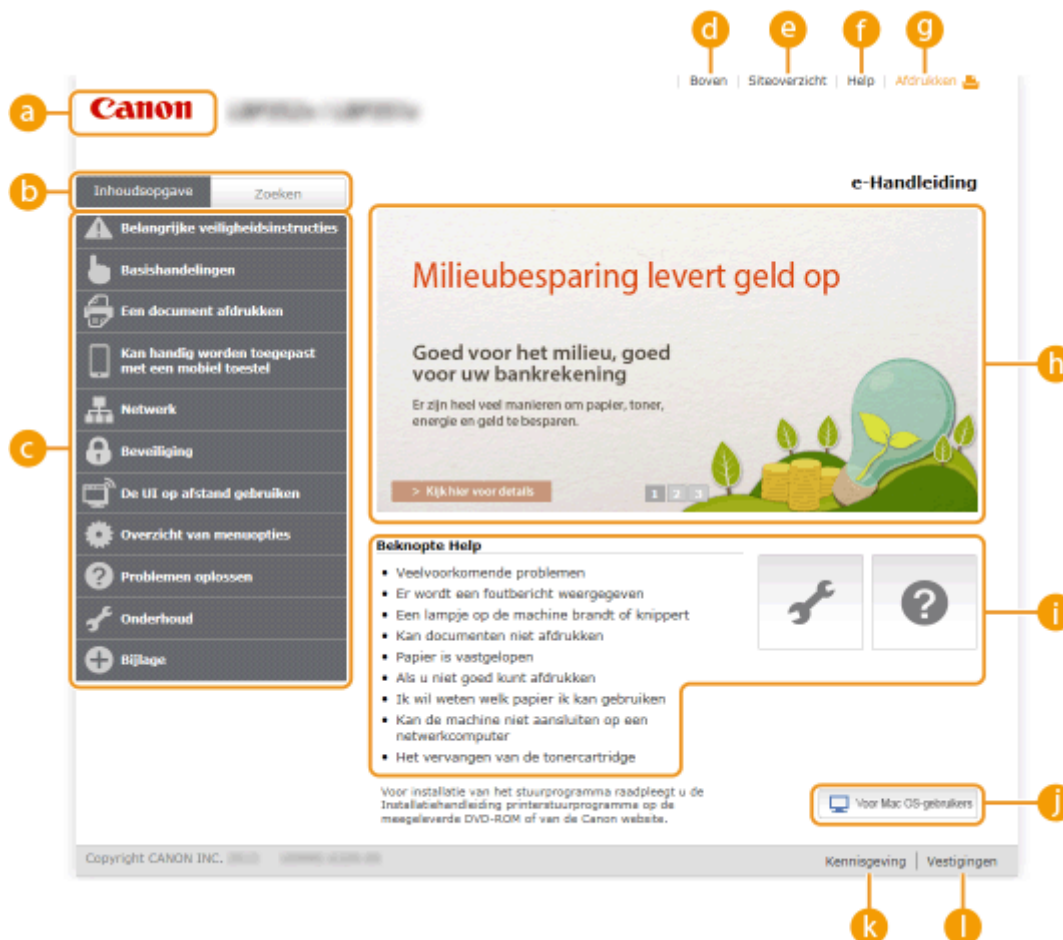 d e f g
Boven Siteoverzicht Help Afdrukken
a Canon
b Inhoudsopgave Zoeken
e-Handleiding
Belangrijke veiligheidsinstructies
Basishandelingen
Een document afdrukken
Kan handig worden toegepast
met een mobiel toestel
Netwerk
c Beveiliging
De UI op afstand gebruiken
Overzicht van menuopties
Problemen oplossen
Onderhoud
Bijlage
Milieubesparing levert geld op
Goed voor het milieu, goed
voor uw bankrekening
Er zijn heel veel manieren om papier, toner,
energie en geld te besparen.
> Kijk hier voor details
1 2 3
h
Beknopte Help
• Veelvoorkomende problemen
• Er wordt een foutbericht weergegeven
• Een lampje op de machine brandt of knippert
• Kan documenten niet afdrukken
• Papier is vastgelopen
• Als u niet goed kunt afdrukken
• Ik wil weten welk papier ik kan gebruiken
• Kan de machine niet aansluiten op een
netwerkcomputer
• Het vervangen van de tonercartridge
i
Voor installatie van het stuurprogramma raadpleegt u de
Installatiehandleiding printerstuurprogramma op de
meegeleverde DVD-ROM of van de Canon website.
Voor Mac OS-gebruikers j
Copyright CANON INC.
Kennisgeving Vestigingen
k l